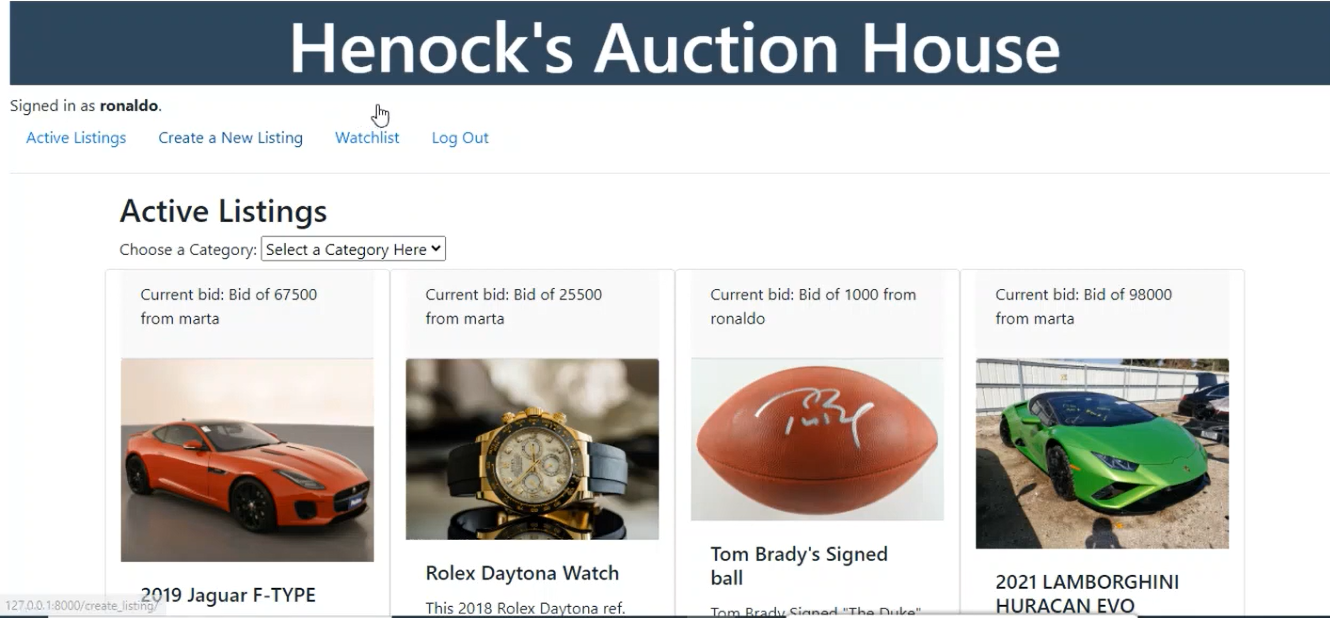 Henock's Auction House
Signed in as ronaldo.
Active Listings Create a New Listing Watchlist Log Out
Active Listings
Choose a Category: Select a Category Here
Current bid: Bid of 67500
from marta
Current bid: Bid of 25500
from marta
Current bid: Bid of 1000 from
ronaldo
Current bid: Bid of 98000
from marta
2019 Jaguar F-TYPE
Rolex Daytona Watch
This 2018 Rolex Daytona ref.
Tom Brady's Signed
ball
Tom Brady Signed "The Duke"
2021 LAMBORGHINI
HURACAN EVO
127.0.0.1:8000/create_listing/